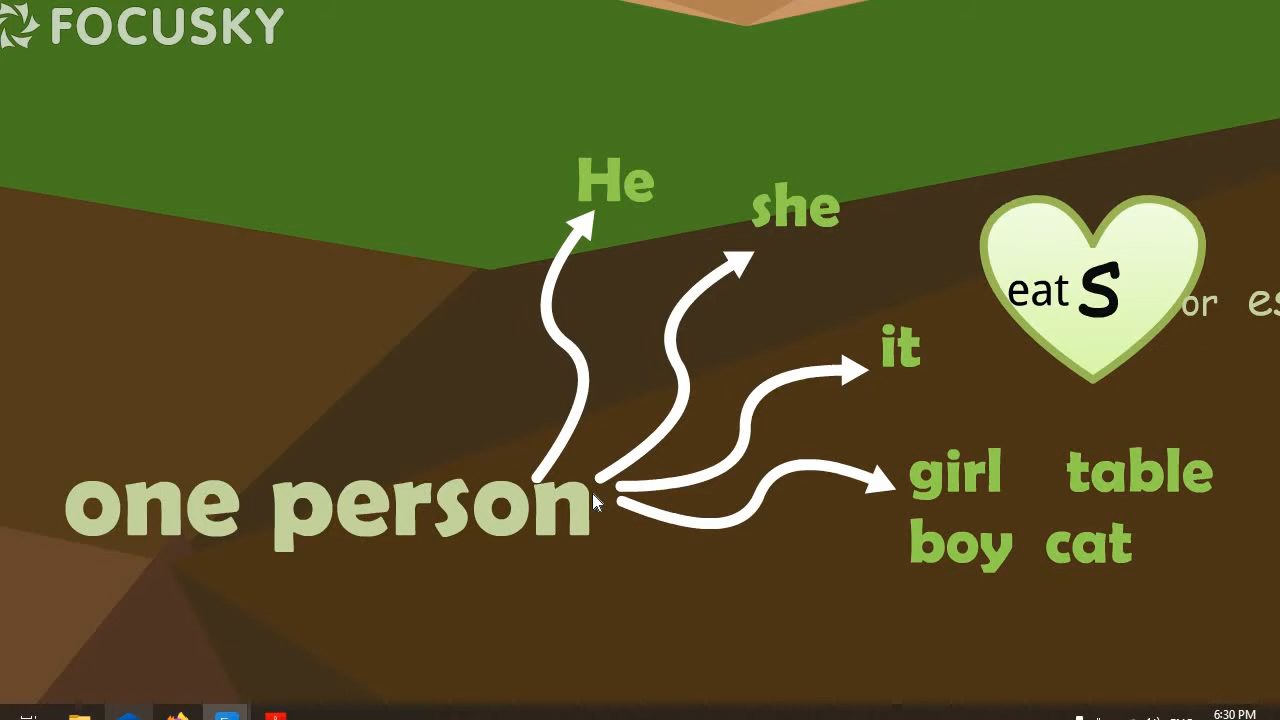 FOCUSKY
He
she
eat S
or es
it
one person
girl table
boy cat
6:30 PM